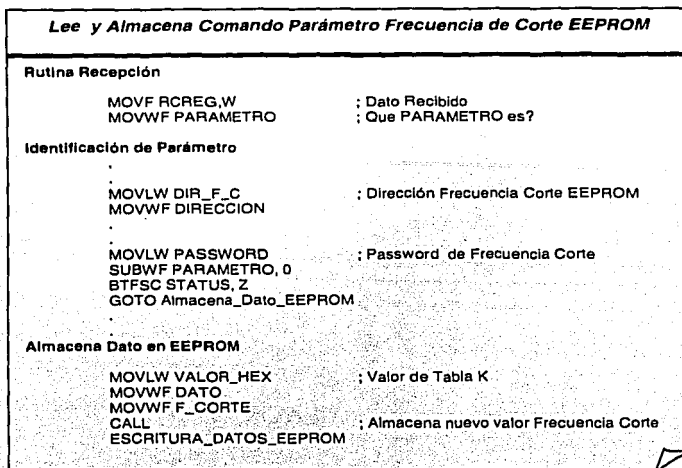 Lee y Almacena Comando Parámetro Frecuencia de Corte EEPROM
Rutina Recepción
MOVF RCREG,W ; Dato Recibido
MOVWF PARAMETRO ; Que PARAMETRO es?
Identificación de Parámetro
.
.
MOVLW DIR_F_C ; Dirección Frecuencia Corte EEPROM
MOVWF DIRECCION
.
.
MOVLW PASSWORD ; Password de Frecuencia Corte
SUBWF PARAMETRO, 0
BTFSC STATUS, Z
GOTO Almacena_Dato_EEPROM
.
.
Almacena Dato en EEPROM
MOVLW VALOR_HEX ; Valor de Tabla K
MOVWF DATO
MOVWF F_CORTE
CALL ; Almacena nuevo valor Frecuencia Corte
ESCRITURA_DATOS_EEPROM